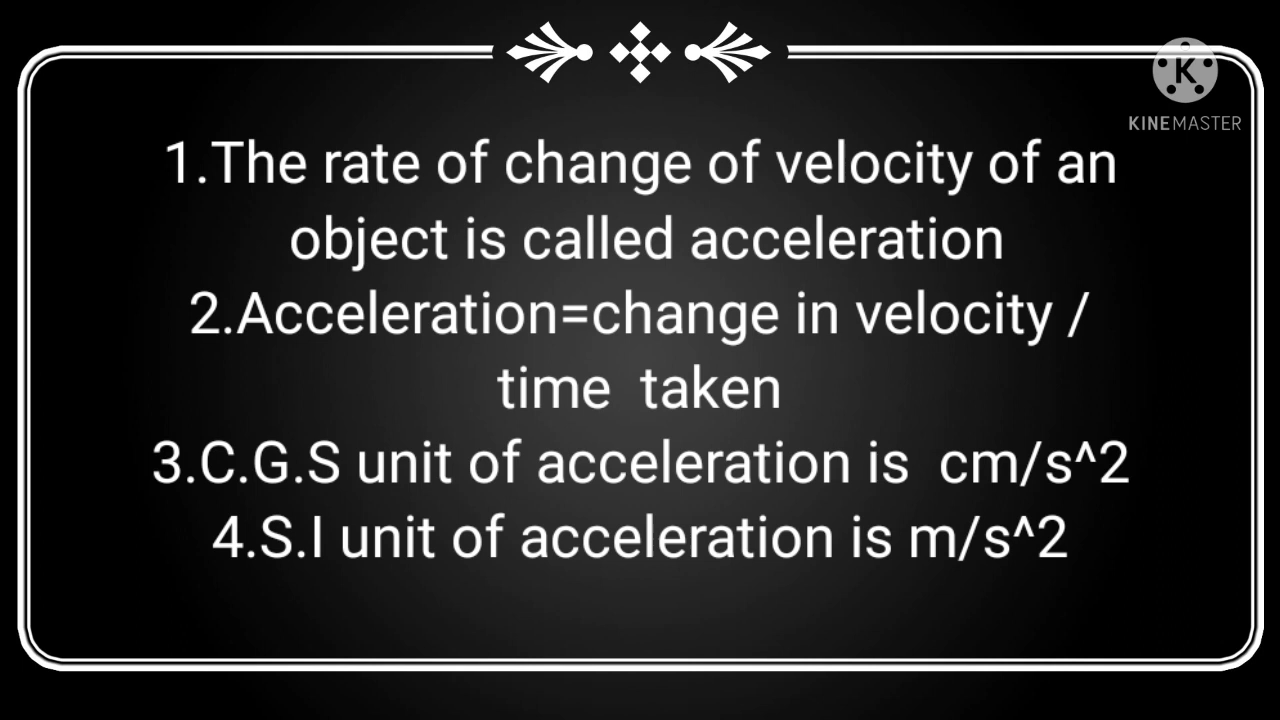 K
KINEMASTER
1.The rate of change of velocity of an
object is called acceleration
2.Acceleration=change in velocity /
time  taken
3.C.G.S unit of acceleration is  cm/s^2
4.S.I unit of acceleration is m/s^2